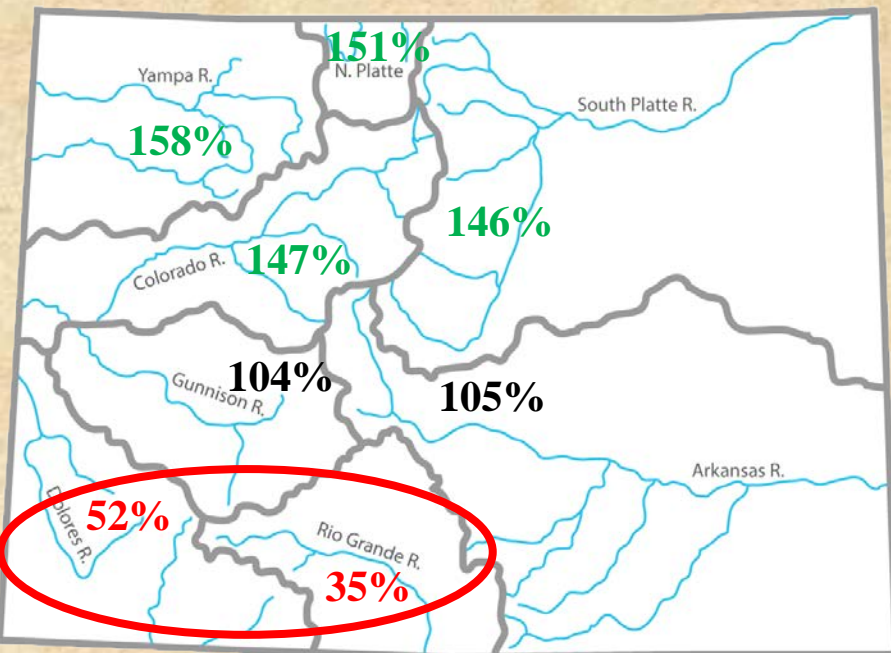 151%
N. Platte
Yampa R.
South Platte R.
158%
146%
147%
Colorado R.
104%
Gunnison R.
105%
Arkansas R.
Dolores R.
52%
Rio Grande R.
35%